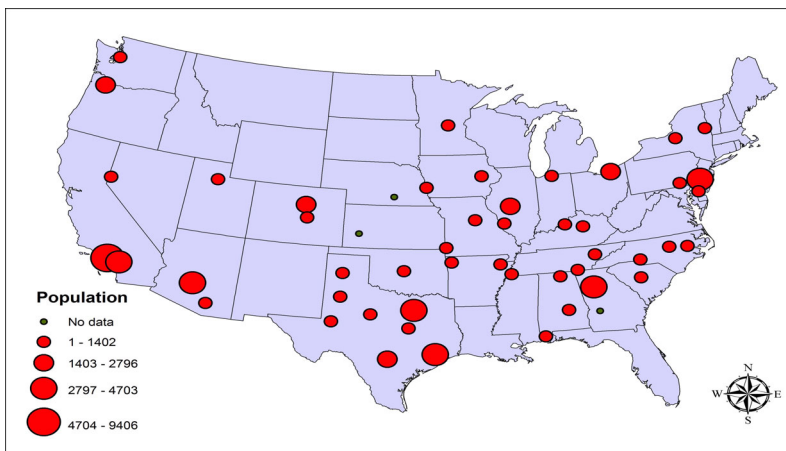 Population
No data
1 - 1402
1403 - 2796
2797 - 4703
4704 - 9406
N
W E
S